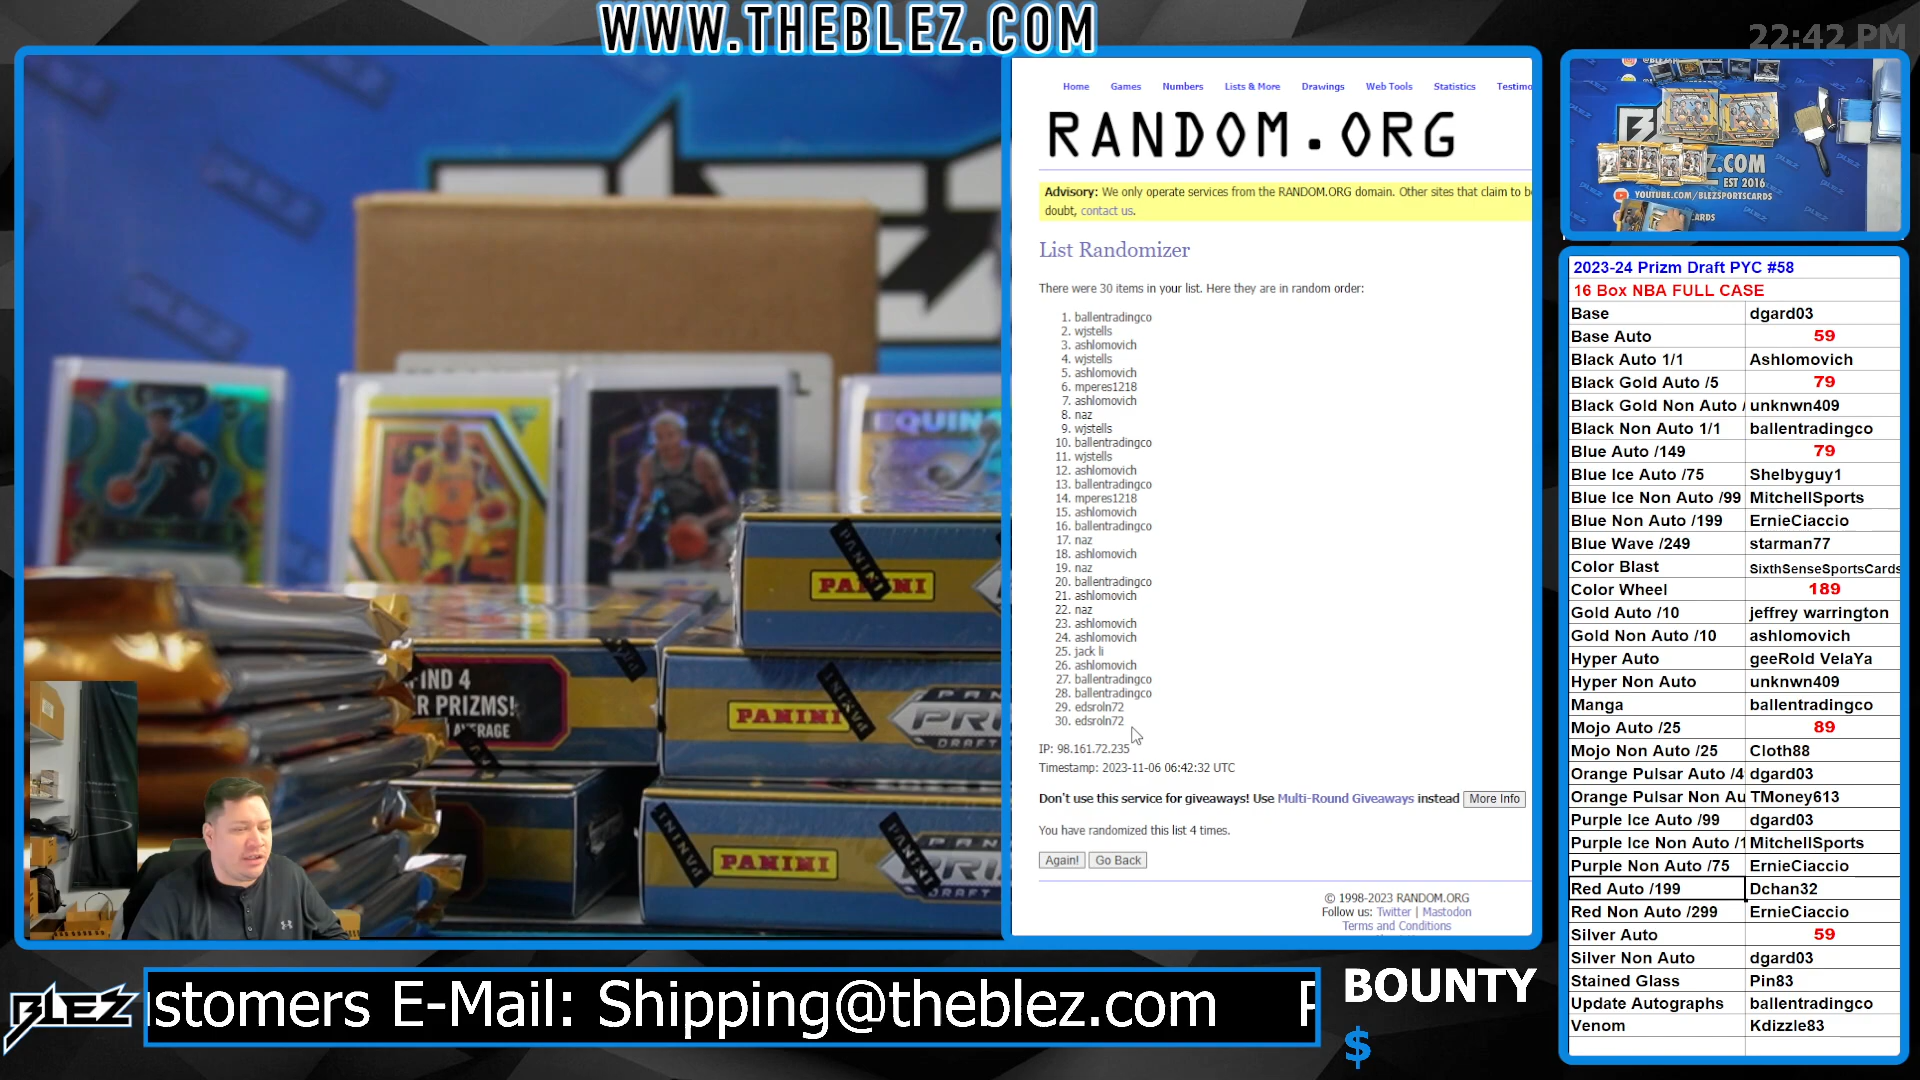 WWW.THEBLEZ.COM
22:42 PM
Home Games Numbers Lists & More Drawings Web Tools Statistics Testimo
RANDOM.ORG
Advisory: We only operate services from the RANDOM.ORG domain. Other sites that claim to be
doubt, contact us.
List Randomizer
There were 30 items in your list. Here they are in random order:
1. ballentradingco
2. wjstells
3. ashlomovich
4. wjstells
5. ashlomovich
6. mperes1218
7. ashlomovich
8. naz
9. wjstells
10. ballentradingco
11. wjstells
12. ashlomovich
13. ballentradingco
14. mperes1218
15. ashlomovich
16. ballentradingco
17. naz
18. ashlomovich
19. naz
20. ballentradingco
21. ashlomovich
22. naz
23. ashlomovich
24. ashlomovich
25. jack li
26. ashlomovich
27. ballentradingco
28. ballentradingco
29. edsroln72
30. edsroln72
IP: 98.161.72.235
Timestamp: 2023-11-06 06:42:32 UTC
Don't use this service for giveaways! Use Multi-Round Giveaways instead More Info
You have randomized this list 4 times.
Again! Go Back
© 1998-2023 RANDOM.ORG
Follow us: Twitter | Mastodon
Terms and Conditions
EQUIN
PANINI
PANINI
FIND 4
R PRIZMS!
AVERAGE
PANINI
PANINI
PANINI
PANINI
PANINI
DRAFT
Z.COM
EST 2016
YOUTUBE.COM/BLEZSPORTSCARDS
CARDS
2023-24 Prizm Draft PYC #58
16 Box NBA FULL CASE
Base dgard03
Base Auto 59
Black Auto 1/1 Ashlomovich
Black Gold Auto /5 79
Black Gold Non Auto / unknwn409
Black Non Auto 1/1 ballentradingco
Blue Auto /149 79
Blue Ice Auto /75 Shelbyguy1
Blue Ice Non Auto /99 MitchellSports
Blue Non Auto /199 ErnieCiaccio
Blue Wave /249 starman77
Color Blast SixthSenseSportsCards
Color Wheel 189
Gold Auto /10 jeffrey warrington
Gold Non Auto /10 ashlomovich
Hyper Auto geeRold VelaYa
Hyper Non Auto unknwn409
Manga ballentradingco
Mojo Auto /25 89
Mojo Non Auto /25 Cloth88
Orange Pulsar Auto /4 dgard03
Orange Pulsar Non Au TMoney613
Purple Ice Auto /99 dgard03
Purple Ice Non Auto /1 MitchellSports
Purple Non Auto /75 ErnieCiaccio
Red Auto /199 Dchan32
Red Non Auto /299 ErnieCiaccio
Silver Auto 59
Silver Non Auto dgard03
Stained Glass Pin83
Update Autographs ballentradingco
Venom Kdizzle83
BLEZ
stomers E-Mail: Shipping@theblez.com
BOUNTY
$